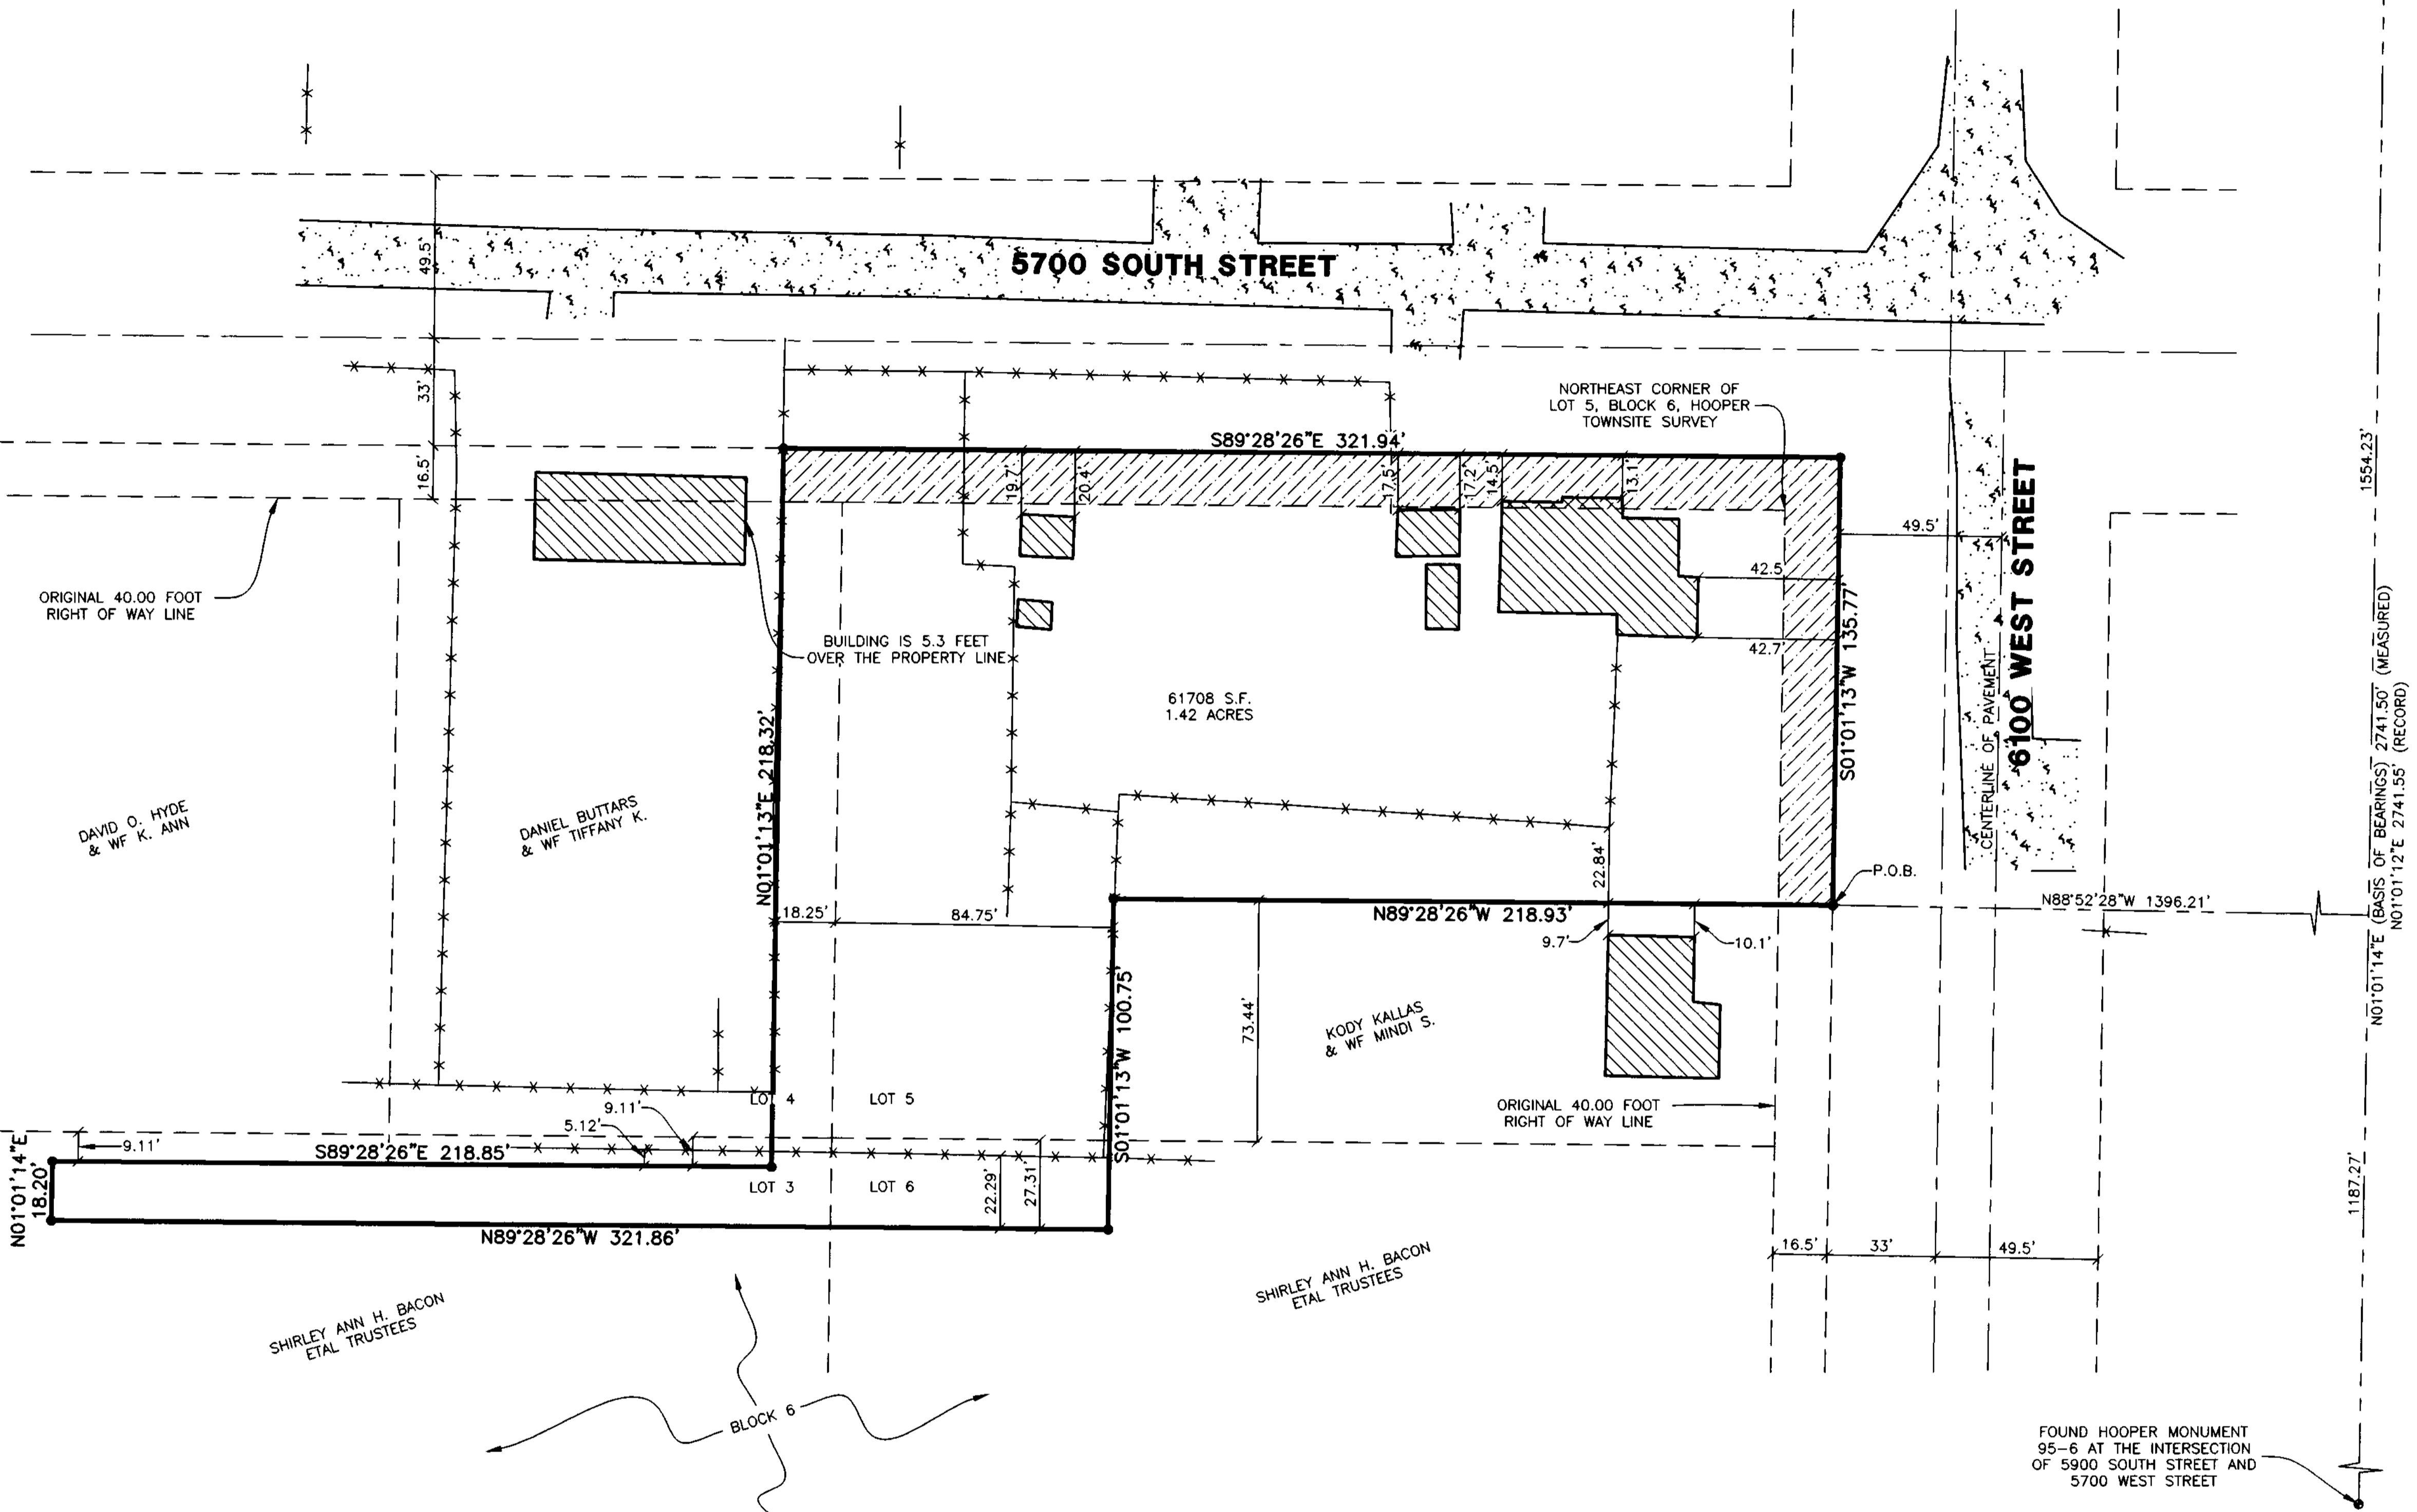 49.5'
5700 SOUTH STREET
33'
16.5'
NORTHEAST CORNER OF
LOT 5, BLOCK 6, HOOPER
TOWNSITE SURVEY
S89°28'26"E 321.94'
19.7'
20.4'
17.5'
17.2'
14.5'
13.1'
49.5'
42.5'
42.7'
ORIGINAL 40.00 FOOT
RIGHT OF WAY LINE
BUILDING IS 5.3 FEET
OVER THE PROPERTY LINE
61708 S.F.
1.42 ACRES
S01°01'13"W 135.77'
CENTERLINE OF PAVEMENT
6100 WEST STREET
1554.23'
N01°01'14"E (BASIS OF BEARINGS) 2741.50' (MEASURED)
N01°01'12"E 2741.55' (RECORD)
N01°01'13"E 218.32'
DAVID O. HYDE
& WF K. ANN
DANIEL BUTTARS
& WF TIFFANY K.
22.84'
P.O.B.
N88°52'28"W 1396.21'
18.25'
84.75'
N89°28'26"W 218.93'
9.7'
10.1'
S01°01'13"W 100.75'
73.44'
KODY KALLAS
& WF MINDI S.
LOT 4
LOT 5
ORIGINAL 40.00 FOOT
RIGHT OF WAY LINE
9.11'
5.12'
9.11'
S89°28'26"E 218.85'
N01°01'14"E
18.20'
LOT 3
LOT 6
22.29'
27.31'
1187.27'
N89°28'26"W 321.86'
16.5'
33'
49.5'
SHIRLEY ANN H. BACON
ETAL TRUSTEES
SHIRLEY ANN H. BACON
ETAL TRUSTEES
BLOCK 6
FOUND HOOPER MONUMENT
95-6 AT THE INTERSECTION
OF 5900 SOUTH STREET AND
5700 WEST STREET